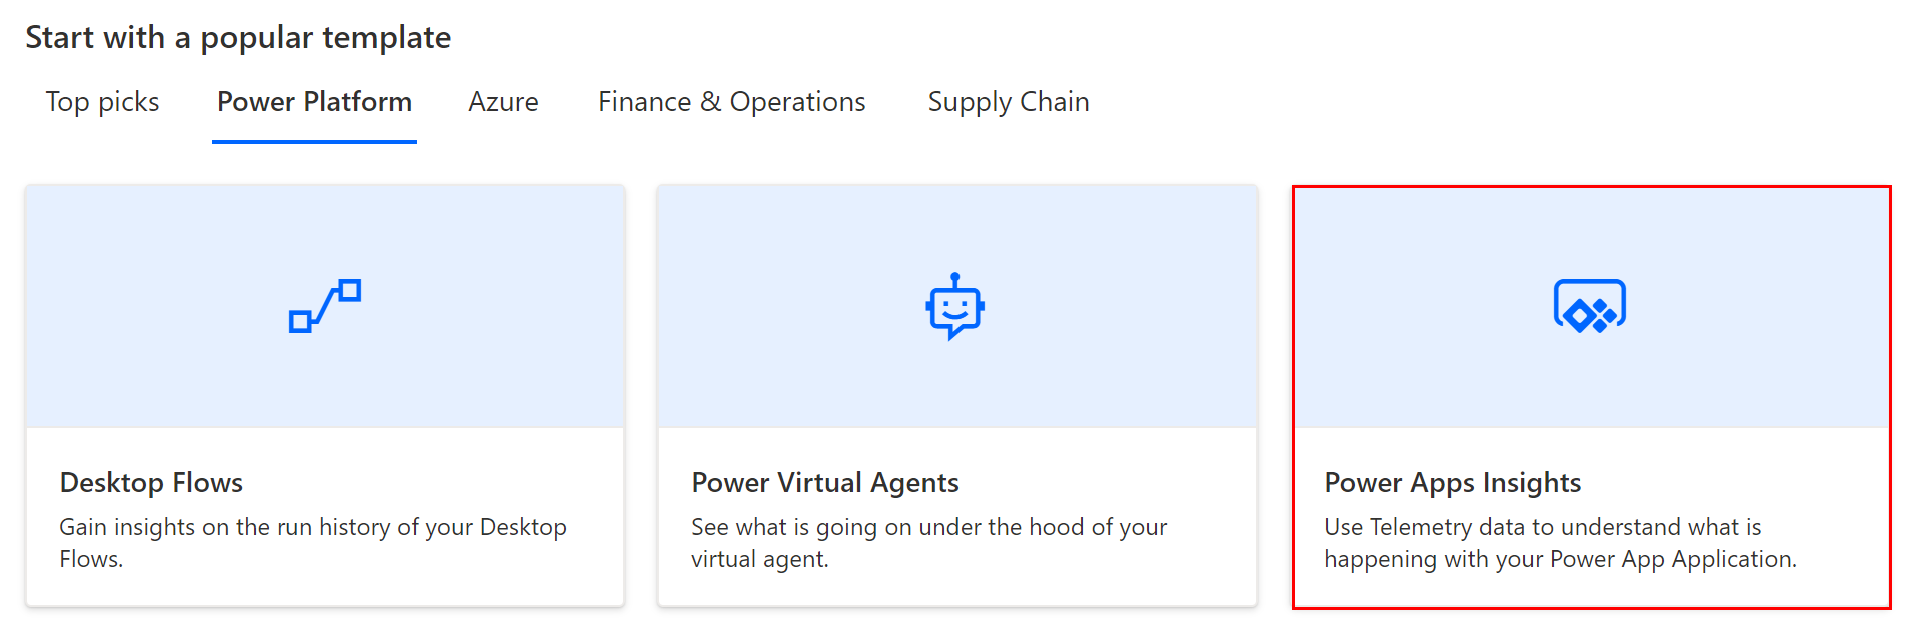 Start with a popular template
Top picks Power Platform Azure Finance & Operations Supply Chain
Desktop Flows
Gain insights on the run history of your Desktop
Flows.
Power Virtual Agents
See what is going on under the hood of your
virtual agent.
Power Apps Insights
Use Telemetry data to understand what is
happening with your Power App Application.